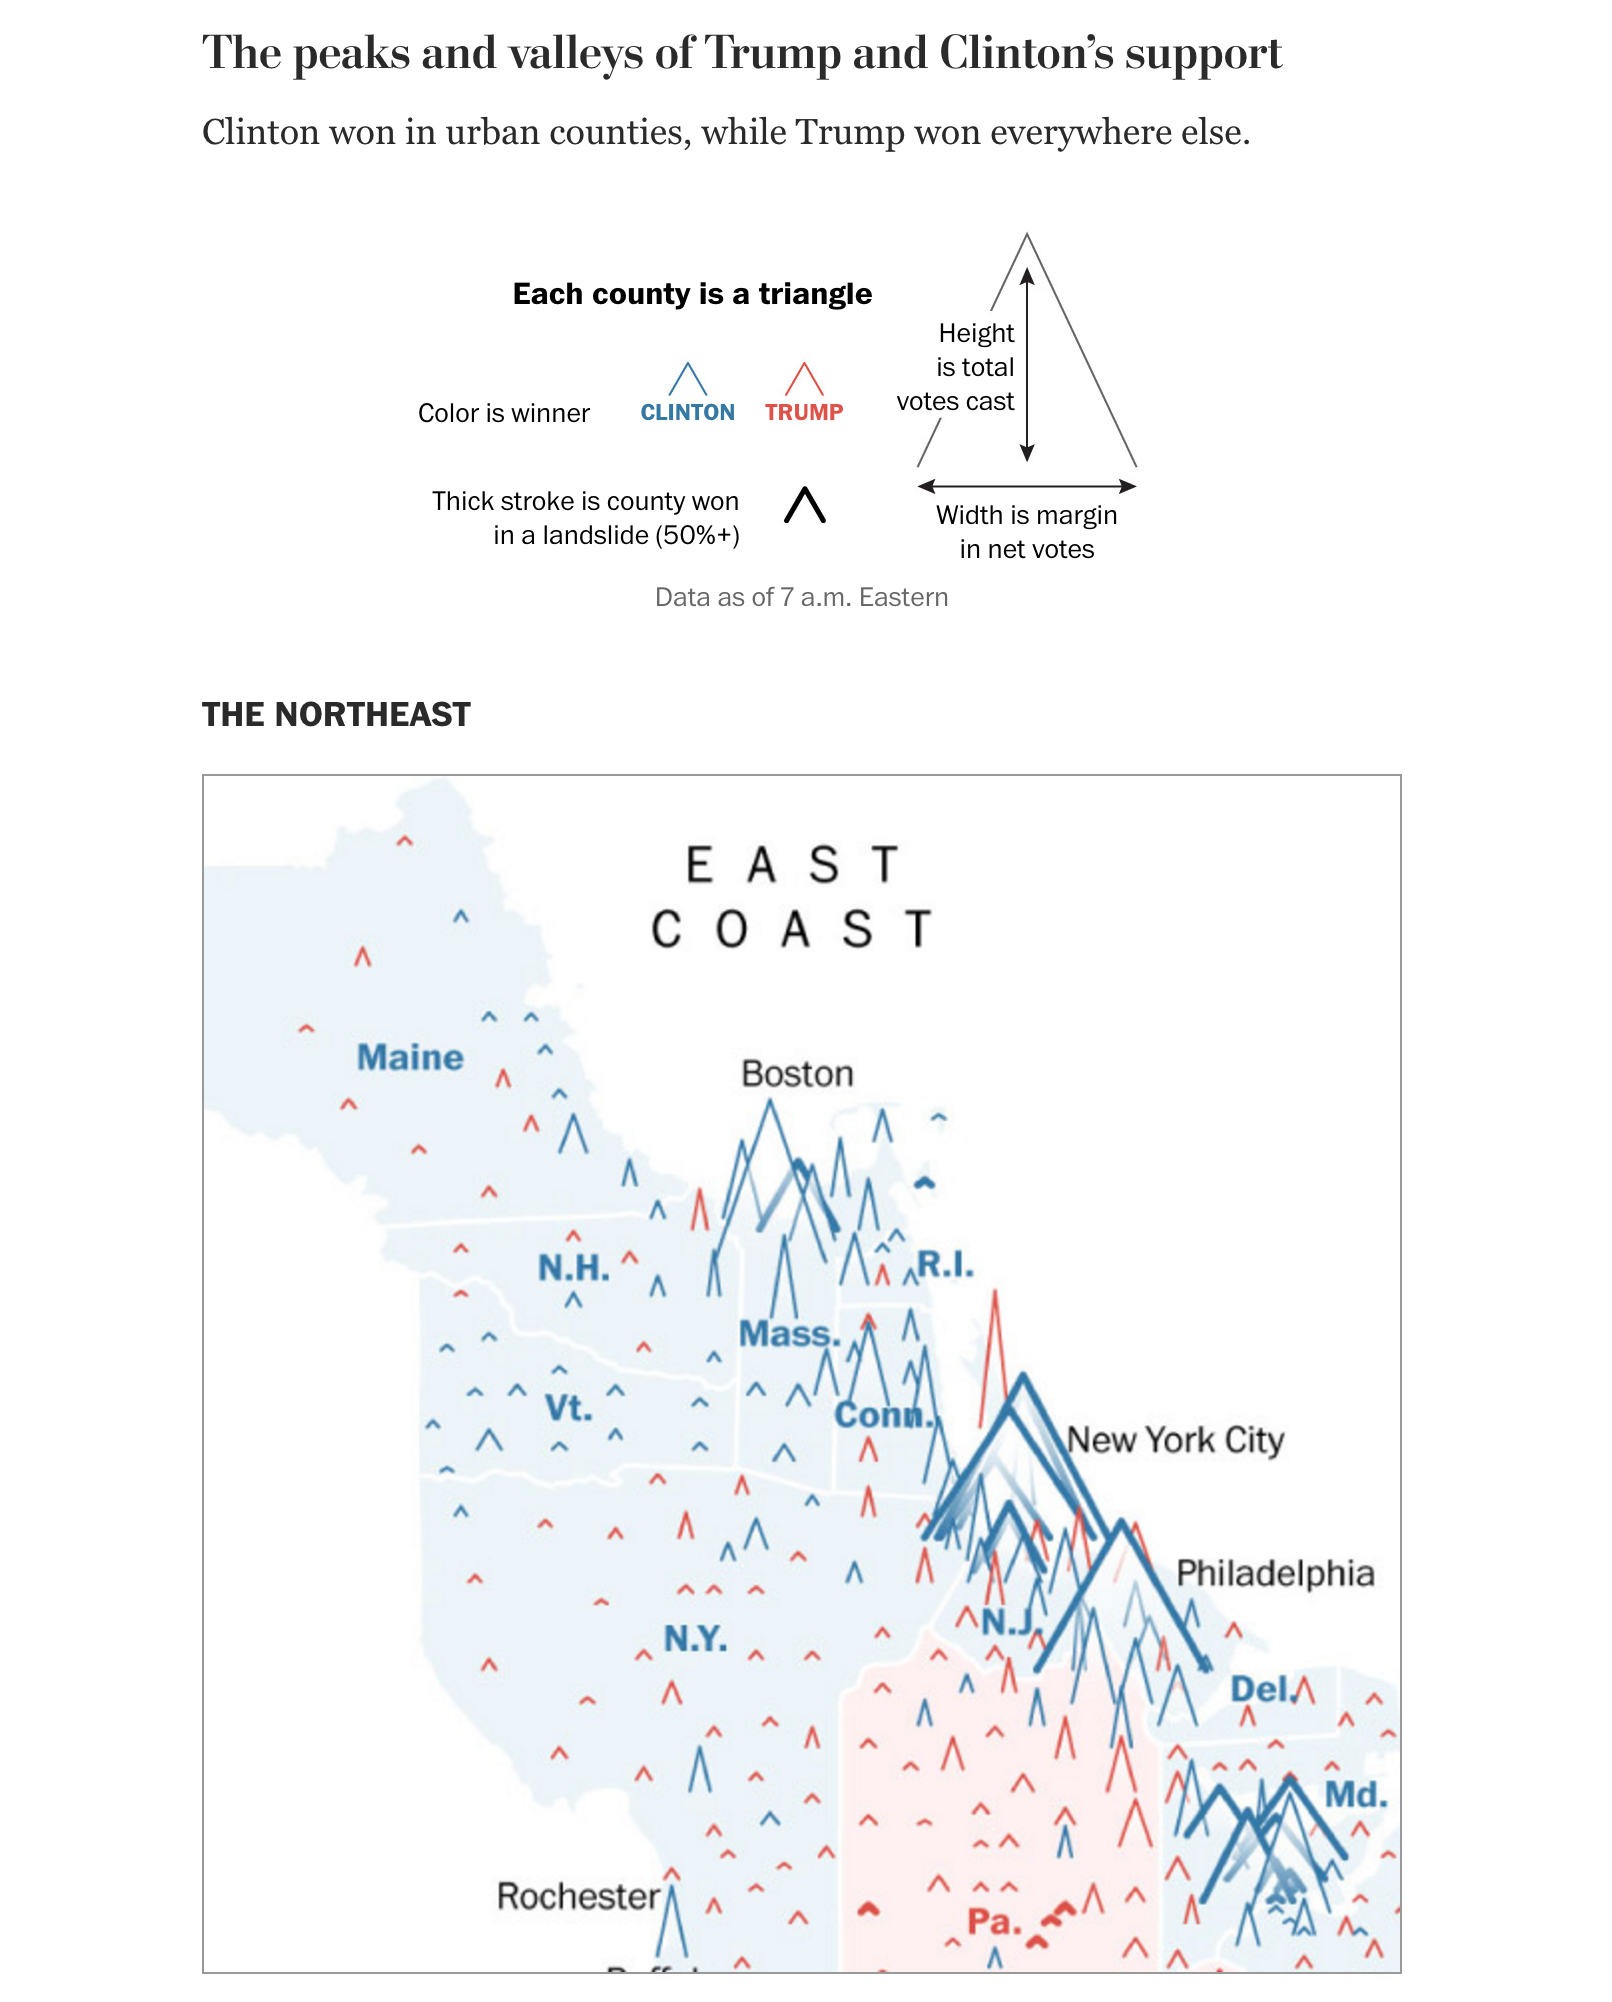 The peaks and valleys of Trump and Clinton’s support
Clinton won in urban counties, while Trump won everywhere else.
Each county is a triangle
Color is winner
CLINTON
TRUMP
Thick stroke is county won
in a landslide (50%+)
Height
is total
votes cast
Width is margin
in net votes
Data as of 7 a.m. Eastern
THE NORTHEAST
EAST
COAST
Maine
Boston
N.H.
R.I.
Mass.
Vt.
Conn.
New York City
Philadelphia
N.J.
N.Y.
Del.
Md.
Rochester
Pa.